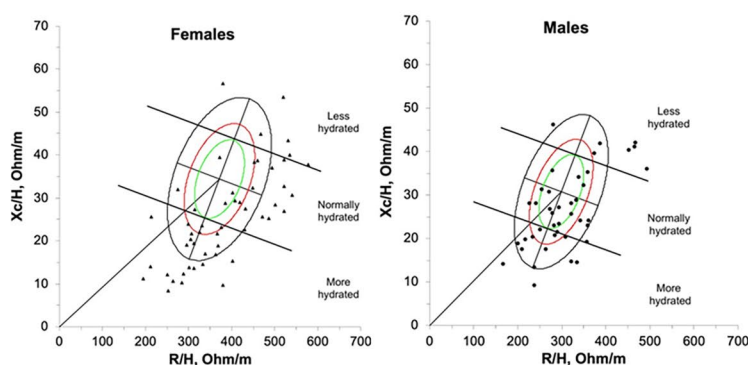 Females
Xc/H, Ohm/m
70
60
50
40
30
20
10
0
0 100 200 300 400 500 600 700
R/H, Ohm/m
Less
hydrated
Normally
hydrated
More
hydrated
Males
Xc/H, Ohm/m
70
60
50
40
30
20
10
0
0 100 200 300 400 500 600 700
R/H, Ohm/m
Less
hydrated
Normally
hydrated
More
hydrated